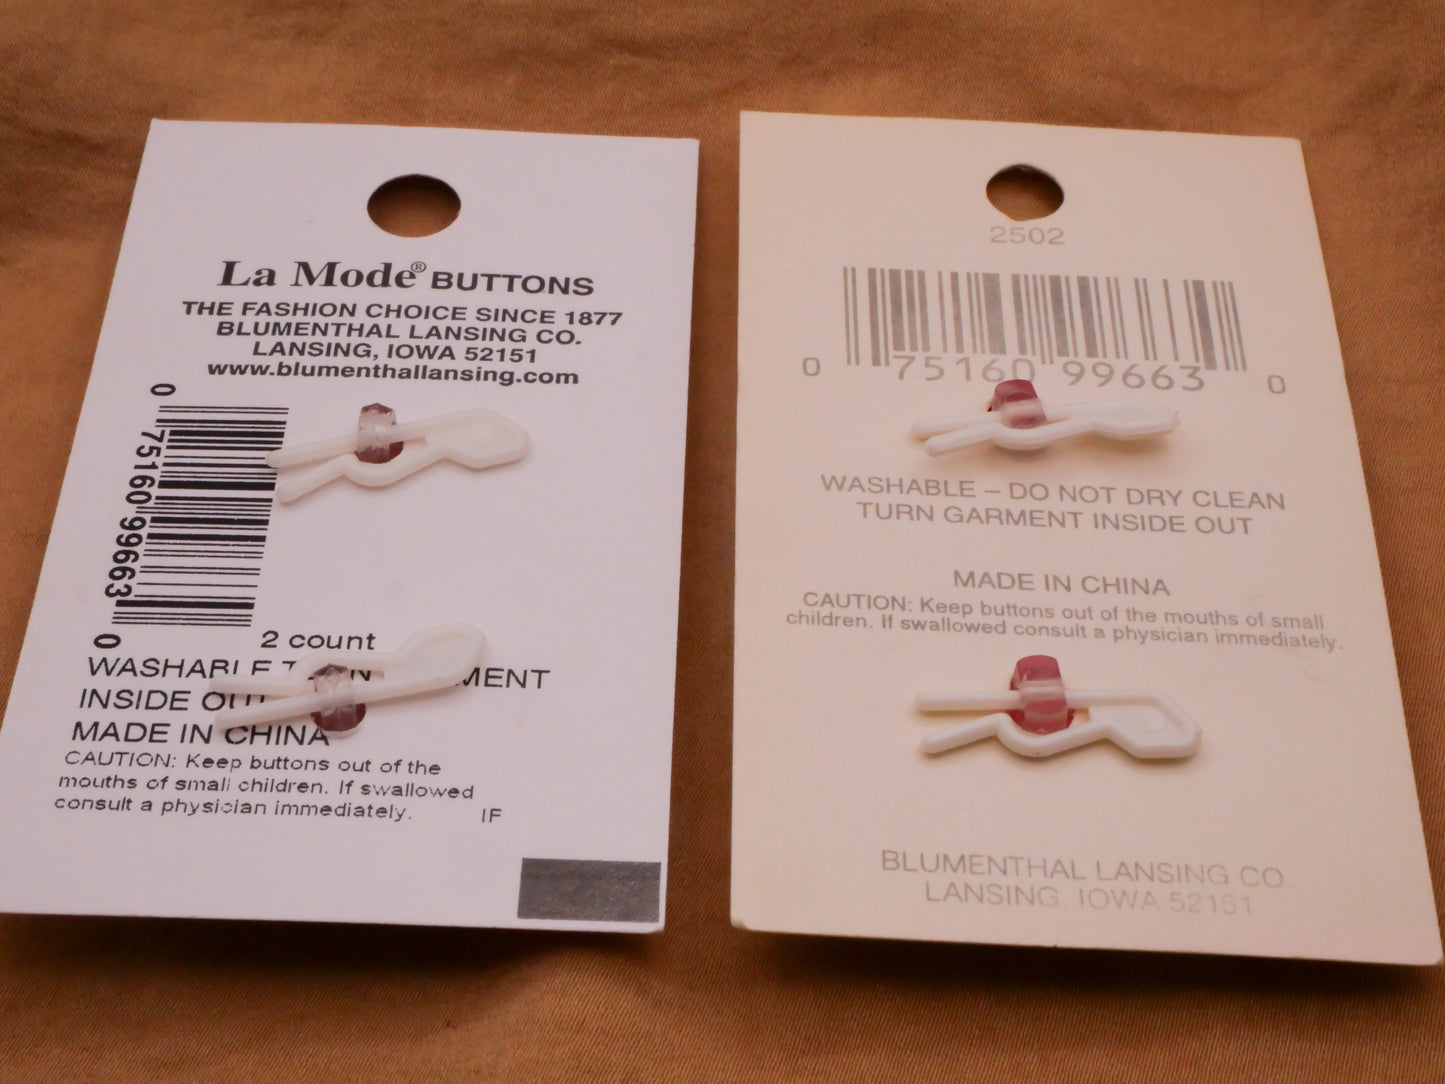 La Mode® BUTTONS
THE FASHION CHOICE SINCE 1877
BLUMENTHAL LANSING CO.
LANSING, IOWA 52151
www.blumenthallansing.com
0 75160 99663 0
2 count
WASHABLE GARMENT
INSIDE OUT
MADE IN CHINA
CAUTION: Keep buttons out of the
mouths of small children. If swallowed
consult a physician immediately.
IF
2502
0 75160 99663 0
WASHABLE – DO NOT DRY CLEAN
TURN GARMENT INSIDE OUT
MADE IN CHINA
CAUTION: Keep buttons out of the mouths of small
children. If swallowed consult a physician immediately.
BLUMENTHAL LANSING CO.
LANSING, IOWA 52151